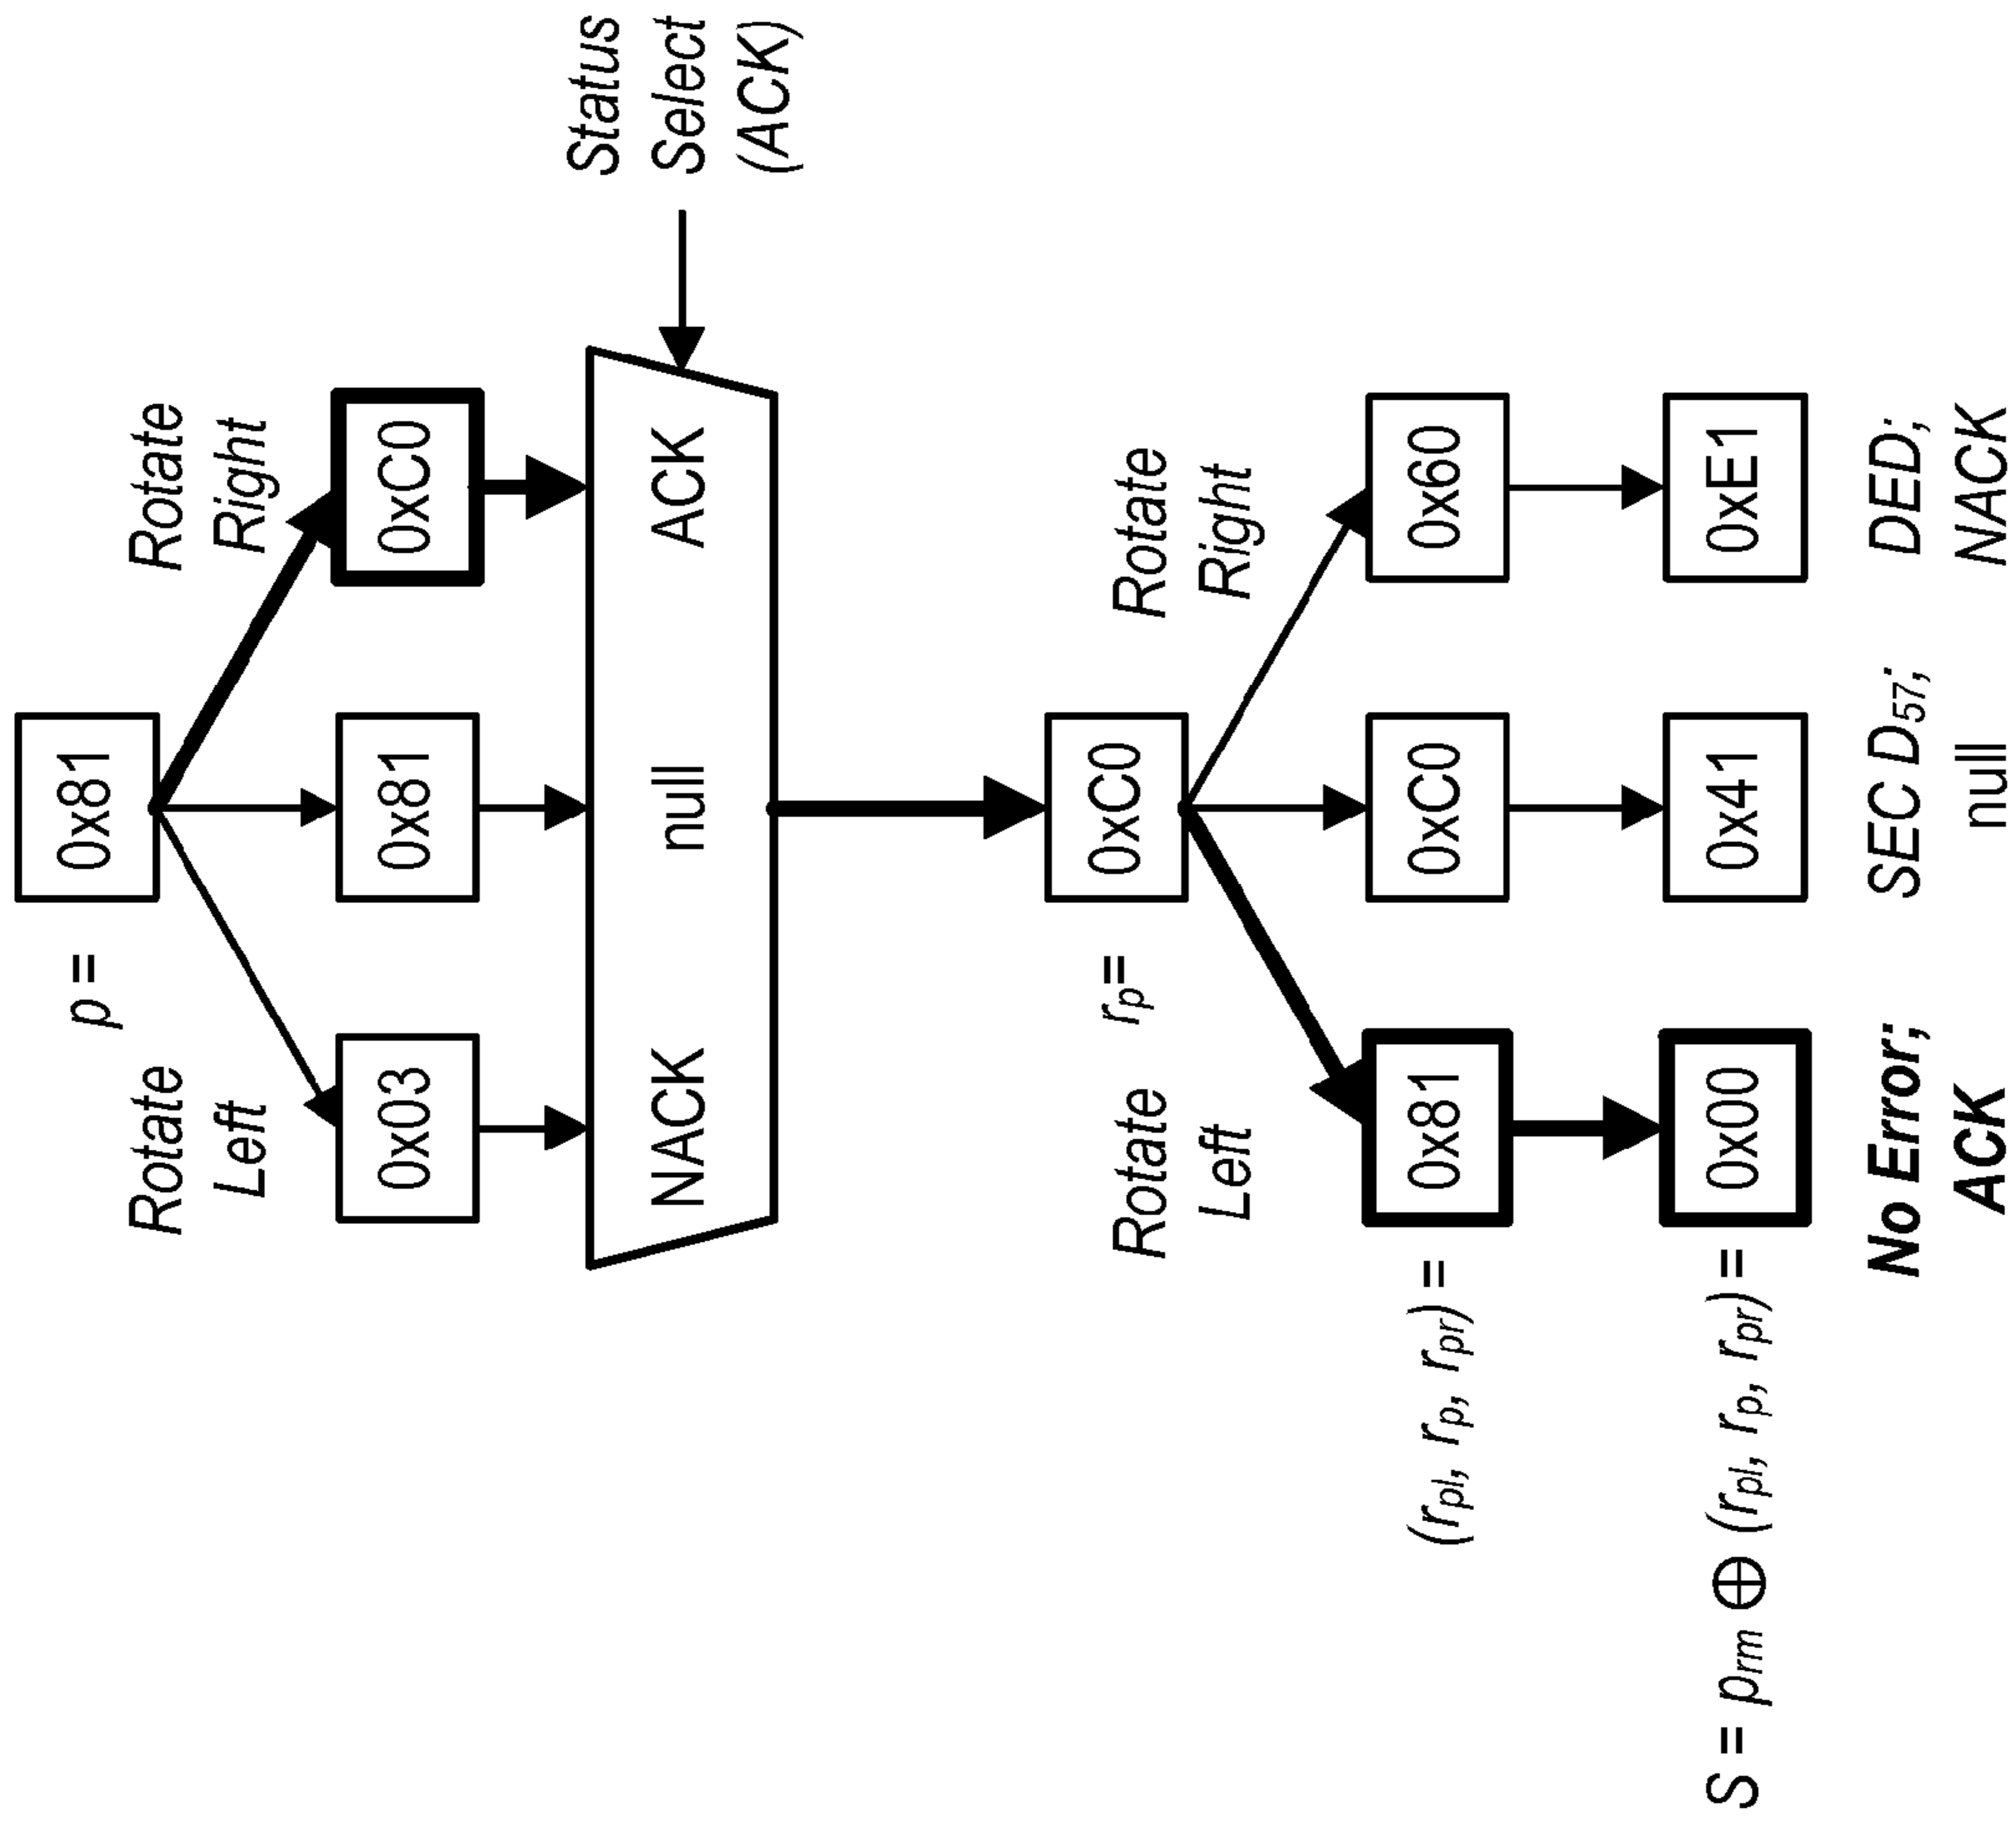 p = 0x81
Rotate
Left
Rotate
Right
0x03 0x81 0xC0
Status
Select
(ACK)
NACK null ACK
rp= 0xC0
Rotate
Left
Rotate
Right
(rpl, rp, rpr) = 0x81 0xC0 0x60
S = prm ⊕ (rpl, rp, rpr) = 0x00 0x41 0xE1
No Error;
ACK
SEC D57;
null
DED;
NACK